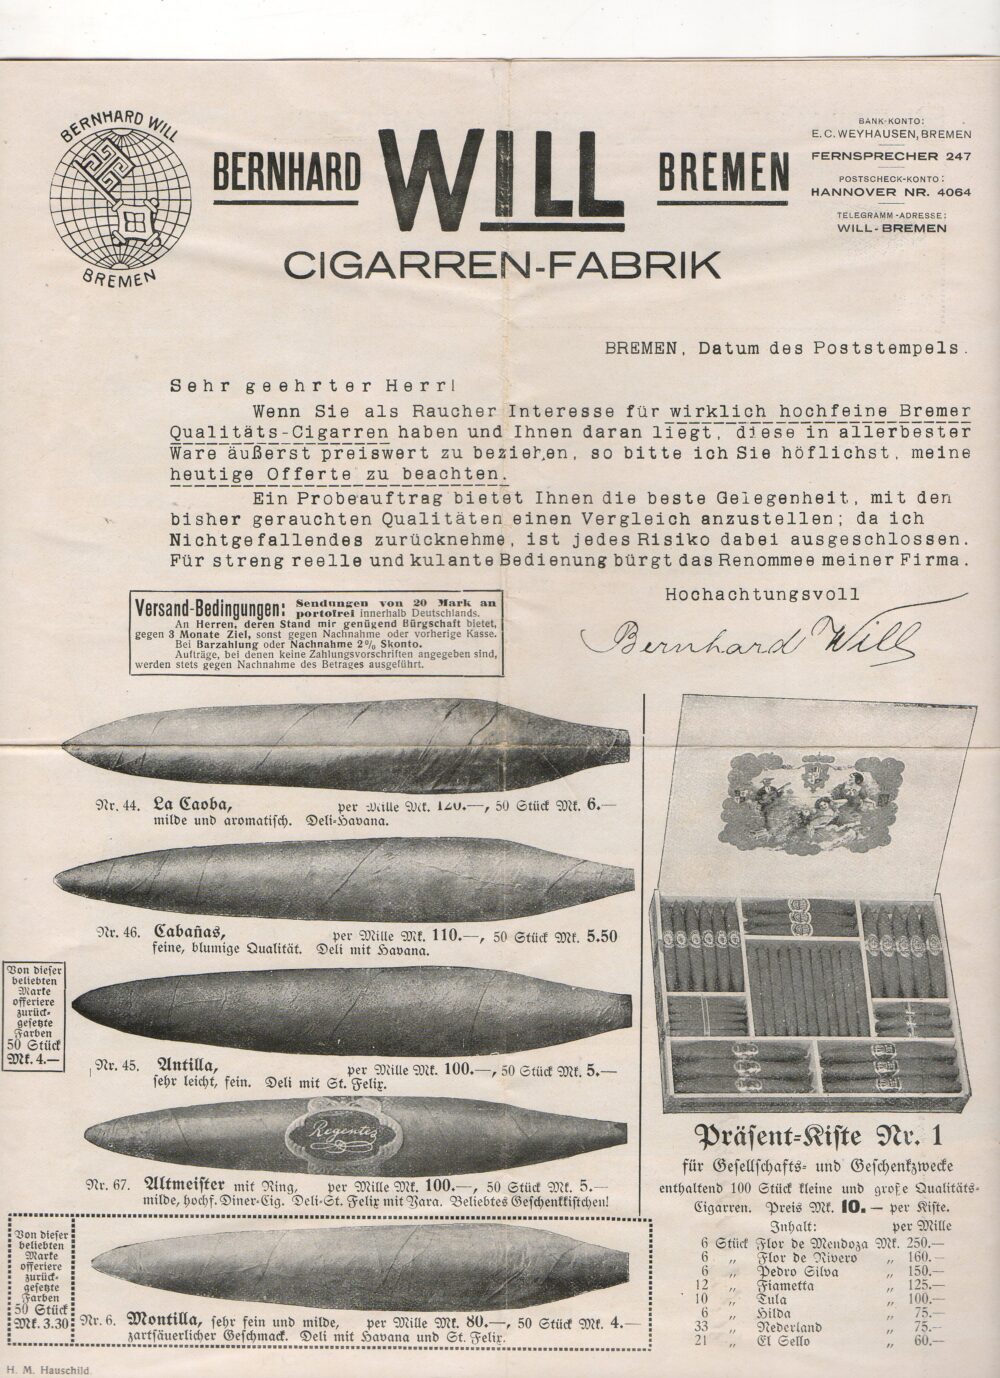 BERNHARD WILL
BREMEN
BERNHARD WILL BREMEN
CIGARREN-FABRIK
BANK-KONTO:
E. C. WEYHAUSEN, BREMEN
FERNSPRECHER 247
POSTSCHECK-KONTO:
HANNOVER NR. 4064
TELEGRAMM-ADRESSE:
WILL-BREMEN
BREMEN, Datum des Poststempels.
Sehr geehrter Herr!
Wenn Sie als Raucher Interesse für wirklich hochfeine Bremer
Qualitäts-Cigarren haben und Ihnen daran liegt, diese in allerbester
Ware äußerst preiswert zu beziehen, so bitte ich Sie höflichst, meine
heutige Offerte zu beachten.
Ein Probeauftrag bietet Ihnen die beste Gelegenheit, mit den
bisher gerauchten Qualitäten einen Vergleich anzustellen; da ich
Nichtgefallendes zurücknehme, ist jedes Risiko dabei ausgeschlossen.
Für streng reelle und kulante Bedienung bürgt das Renommee meiner Firma.
Hochachtungsvoll
Bernhard Will
Versand-Bedingungen: Sendungen von 20 Mark an
portofrei innerhalb Deutschlands.
An Herren, deren Stand mir genügend Bürgschaft bietet,
gegen 3 Monate Ziel, sonst gegen Nachnahme oder vorherige Kasse.
Bei Barzahlung oder Nachnahme 2% Skonto.
Aufträge, bei denen keine Zahlungsvorschriften angegeben sind,
werden stets gegen Nachnahme des Betrages ausgeführt.
Nr. 44. La Caoba, per Mille Mk. 120.—, 50 Stück Mk. 6.—
milde und aromatisch. Deli-Havana.
Nr. 46. Cabañas, per Mille Mk. 110.—, 50 Stück Mk. 5.50
feine, blumige Qualität. Deli mit Havana.
Von dieser
beliebten
Marke
offeriere
zurück-
gesetzte
Farben
50 Stück
Mk. 4.—
Nr. 45. Antilla, per Mille Mk. 100.—, 50 Stück Mk. 5.—
sehr leicht, fein. Deli mit St. Felix.
Regentes
Nr. 67. Altmeister mit Ring, per Mille Mk. 100.—, 50 Stück Mk. 5.—
milde, hochf. Diner-Cig. Deli-St. Felix mit Yara. Beliebtes Geschenkkistchen!
Von dieser
beliebten
Marke
offeriere
zurück-
gesetzte
Farben
50 Stück
Mk. 3.30
Nr. 6. Montilla, sehr fein und milde, per Mille Mk. 80.—, 50 Stück Mk. 4.—
zartsäuerlicher Geschmack. Deli mit Havana und St. Felix.
Präsent-Kiste Nr. 1
für Gesellschafts- und Geschenkzwecke
enthaltend 100 Stück kleine und große Qualitäts-
Cigarren. Preis Mk. 10.— per Kiste.
Inhalt: per Mille
6 Stück Flor de Mendoza Mk. 250.—
6 „ Flor de Rivero „ 160.—
6 „ Pedro Silva „ 150.—
12 „ Fiametta „ 125.—
10 „ Tula „ 100.—
6 „ Hilda „ 75.—
33 „ Nederland „ 75.—
21 „ El Sello „ 60.—
H. M. Hauschild.